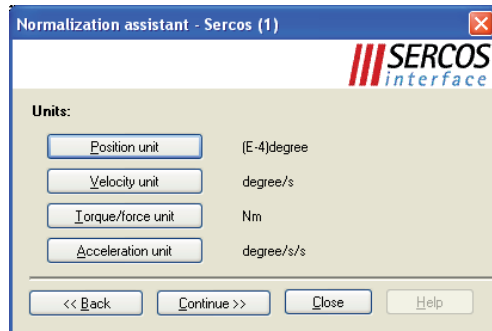 Normalization assistant - Sercos (1)
SERCOS
interface
Units:
Position unit (E-4)degree
Velocity unit degree/s
Torque/force unit Nm
Acceleration unit degree/s/s
<< Back Continue >> Close Help